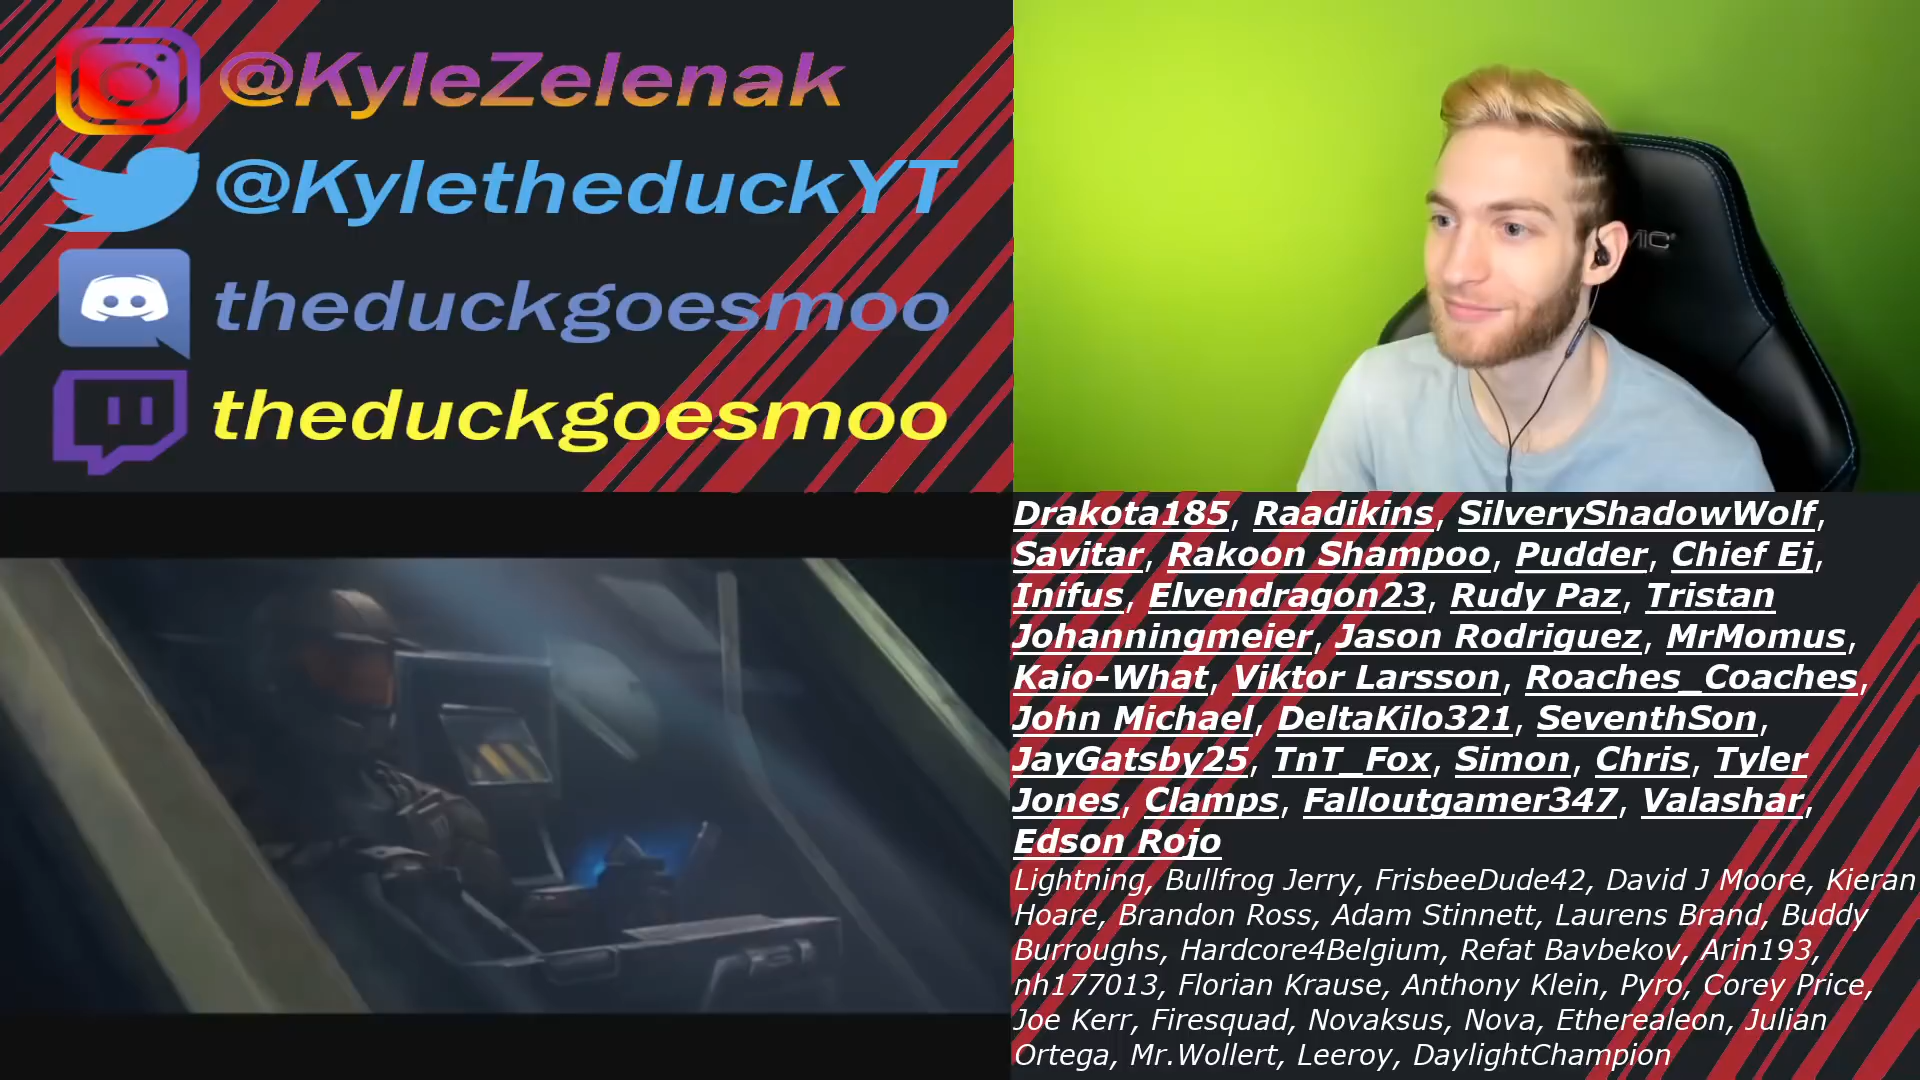 @KyleZelenak
@KyletheduckYT
theduckgoesmoo
theduckgoesmoo
Drakota185, Raadikins, SilveryShadowWolf,
Savitar, Rakoon Shampoo, Pudder, Chief Ej,
Inifus, Elvendragon23, Rudy Paz, Tristan
Johanningmeier, Jason Rodriguez, MrMomus,
Kaio-What, Viktor Larsson, Roaches_Coaches,
John Michael, DeltaKilo321, SeventhSon,
JayGatsby25, TnT_Fox, Simon, Chris, Tyler
Jones, Clamps, Falloutgamer347, Valashar,
Edson Rojo
Lightning, Bullfrog Jerry, FrisbeeDude42, David J Moore, Kieran
Hoare, Brandon Ross, Adam Stinnett, Laurens Brand, Buddy
Burroughs, Hardcore4Belgium, Refat Bavbekov, Arin193,
nh177013, Florian Krause, Anthony Klein, Pyro, Corey Price,
Joe Kerr, Firesquad, Novaksus, Nova, Etherealeon, Julian
Ortega, Mr.Wollert, Leeroy, DaylightChampion